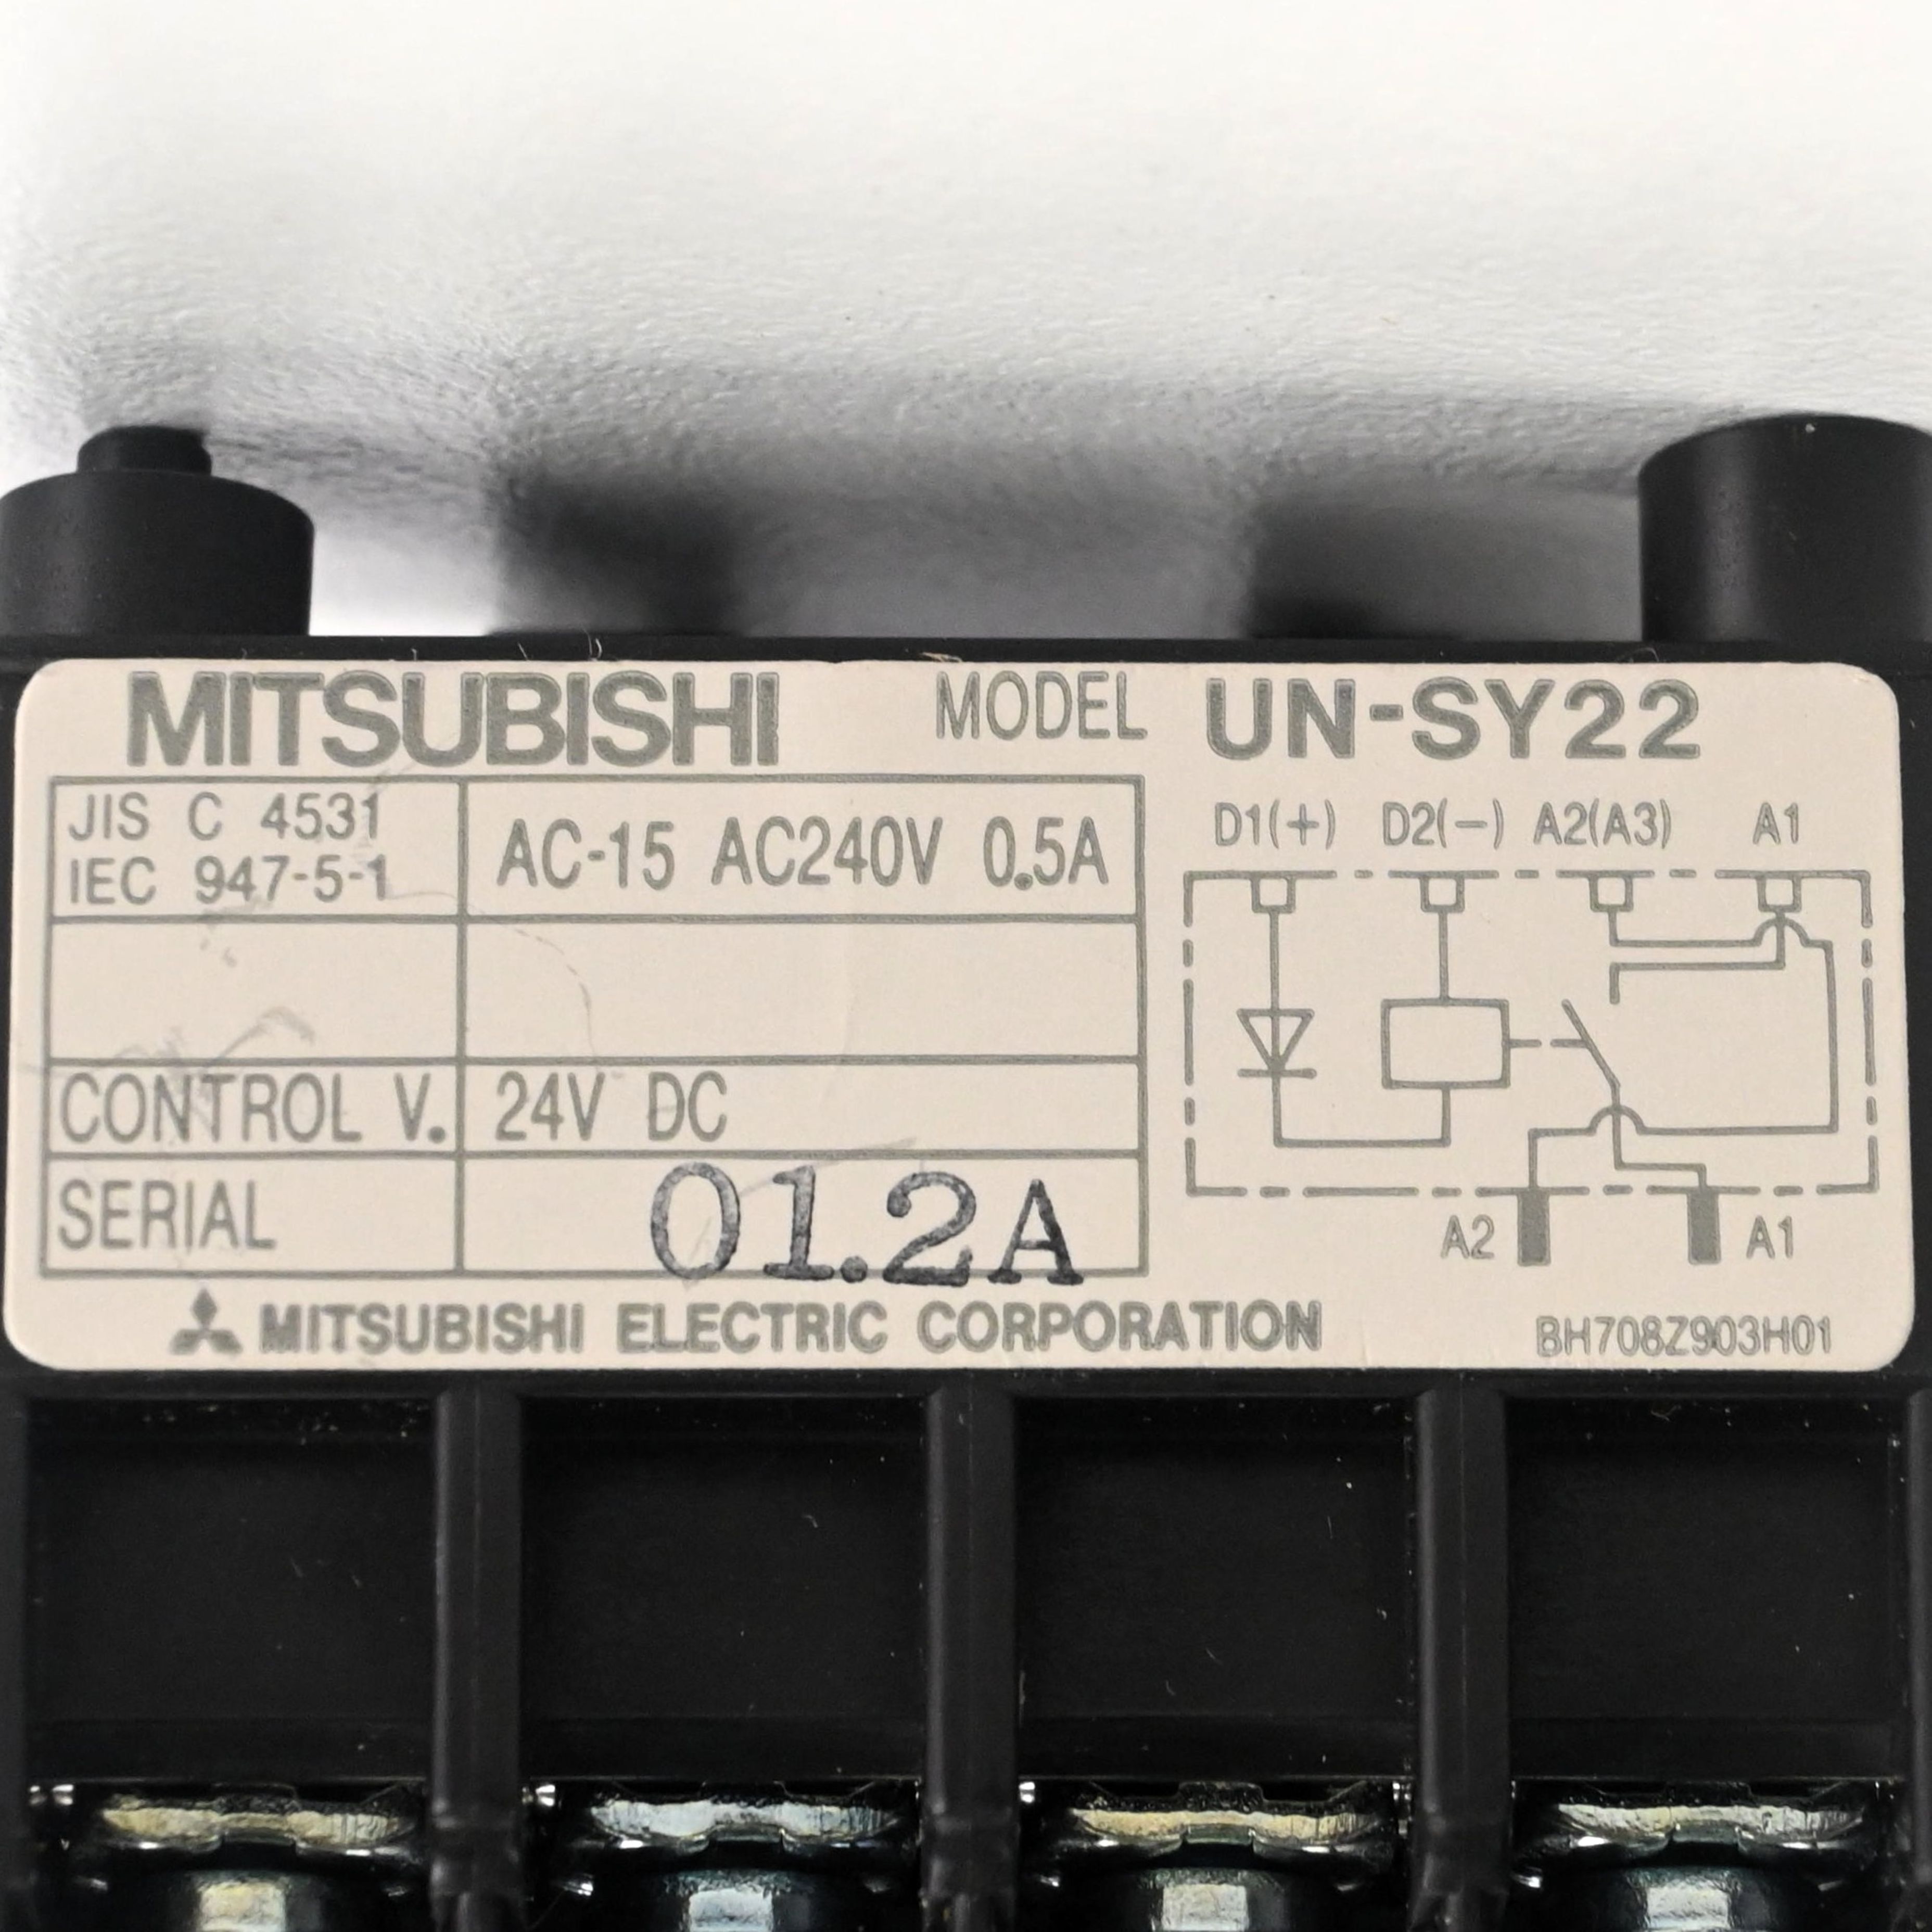 MITSUBISHI MODEL UN-SY22
JIS C 4531
IEC 947-5-1
AC-15 AC240V 0.5A
CONTROL V. 24V DC
SERIAL 01.2A
D1(+) D2(-) A2(A3) A1
A2 A1
MITSUBISHI ELECTRIC CORPORATION
BH708Z903H01